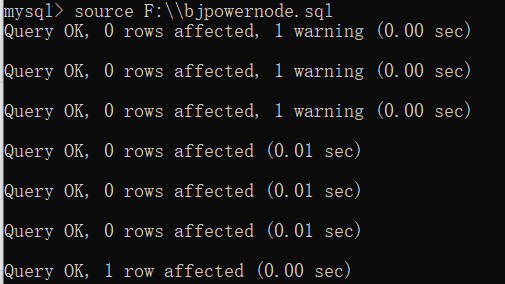 mysql> source F:\\bjpowernode.sql
Query OK, 0 rows affected, 1 warning (0.00 sec)
Query OK, 0 rows affected, 1 warning (0.00 sec)
Query OK, 0 rows affected, 1 warning (0.00 sec)
Query OK, 0 rows affected (0.01 sec)
Query OK, 0 rows affected (0.01 sec)
Query OK, 0 rows affected (0.01 sec)
Query OK, 1 row affected (0.00 sec)